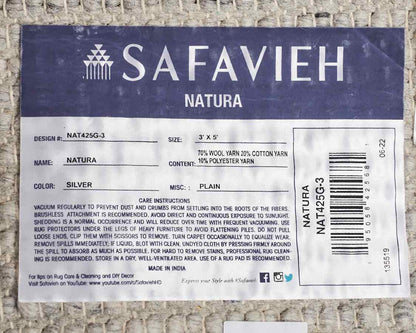 SAFAVIEH
NATURA
DESIGN #: NAT425G-3 SIZE: 3' X 5'
NAME: NATURA CONTENT: 70% WOOL YARN 20% COTTON YARN
10% POLYESTER YARN
COLOR: SILVER MISC : PLAIN
CARE INSTRUCTIONS
VACUUM REGULARLY TO PREVENT DUST AND CRUMBS FROM SETTLING INTO THE ROOTS OF THE FIBERS.
BRUSHLESS ATTACHMENT IS RECOMMENDED. AVOID DIRECT AND CONTINUOUS EXPOSURE TO SUNLIGHT.
SHEDDING IS A NORMAL OCCURRENCE AND WILL REDUCE OVER TIME WITH FREQUENT VACUUMING. USE
RUG PROTECTORS UNDER THE LEGS OF HEAVY FURNITURE TO AVOID FLATTENING PILES. DO NOT PULL
LOOSE ENDS, CLIP THEM WITH SCISSORS TO REMOVE. TURN CARPET OCCASIONALLY TO EQUALIZE WEAR.
REMOVE SPILLS IMMEDIATELY; IF LIQUID, BLOT WITH CLEAN, UNDYED CLOTH BY PRESSING FIRMLY AROUND
THE SPILL TO ABSORB AS MUCH AS POSSIBLE. FOR HARD TO REMOVE STAINS, PROFESSIONAL RUG CLEAN-
ING IS RECOMMENDED. STORE IN A DRY, WELL-VENTILATED AREA. USE OF A RUG PAD IS RECOMMENDED.
MADE IN INDIA
For tips on Rug Care & Cleaning and DIY Decor
Visit Safavieh on YouTube: www.youtube.com/c/SafaviehHD
Express your Style #Safavieh
NATURA
NAT425G-3
06-22
135519